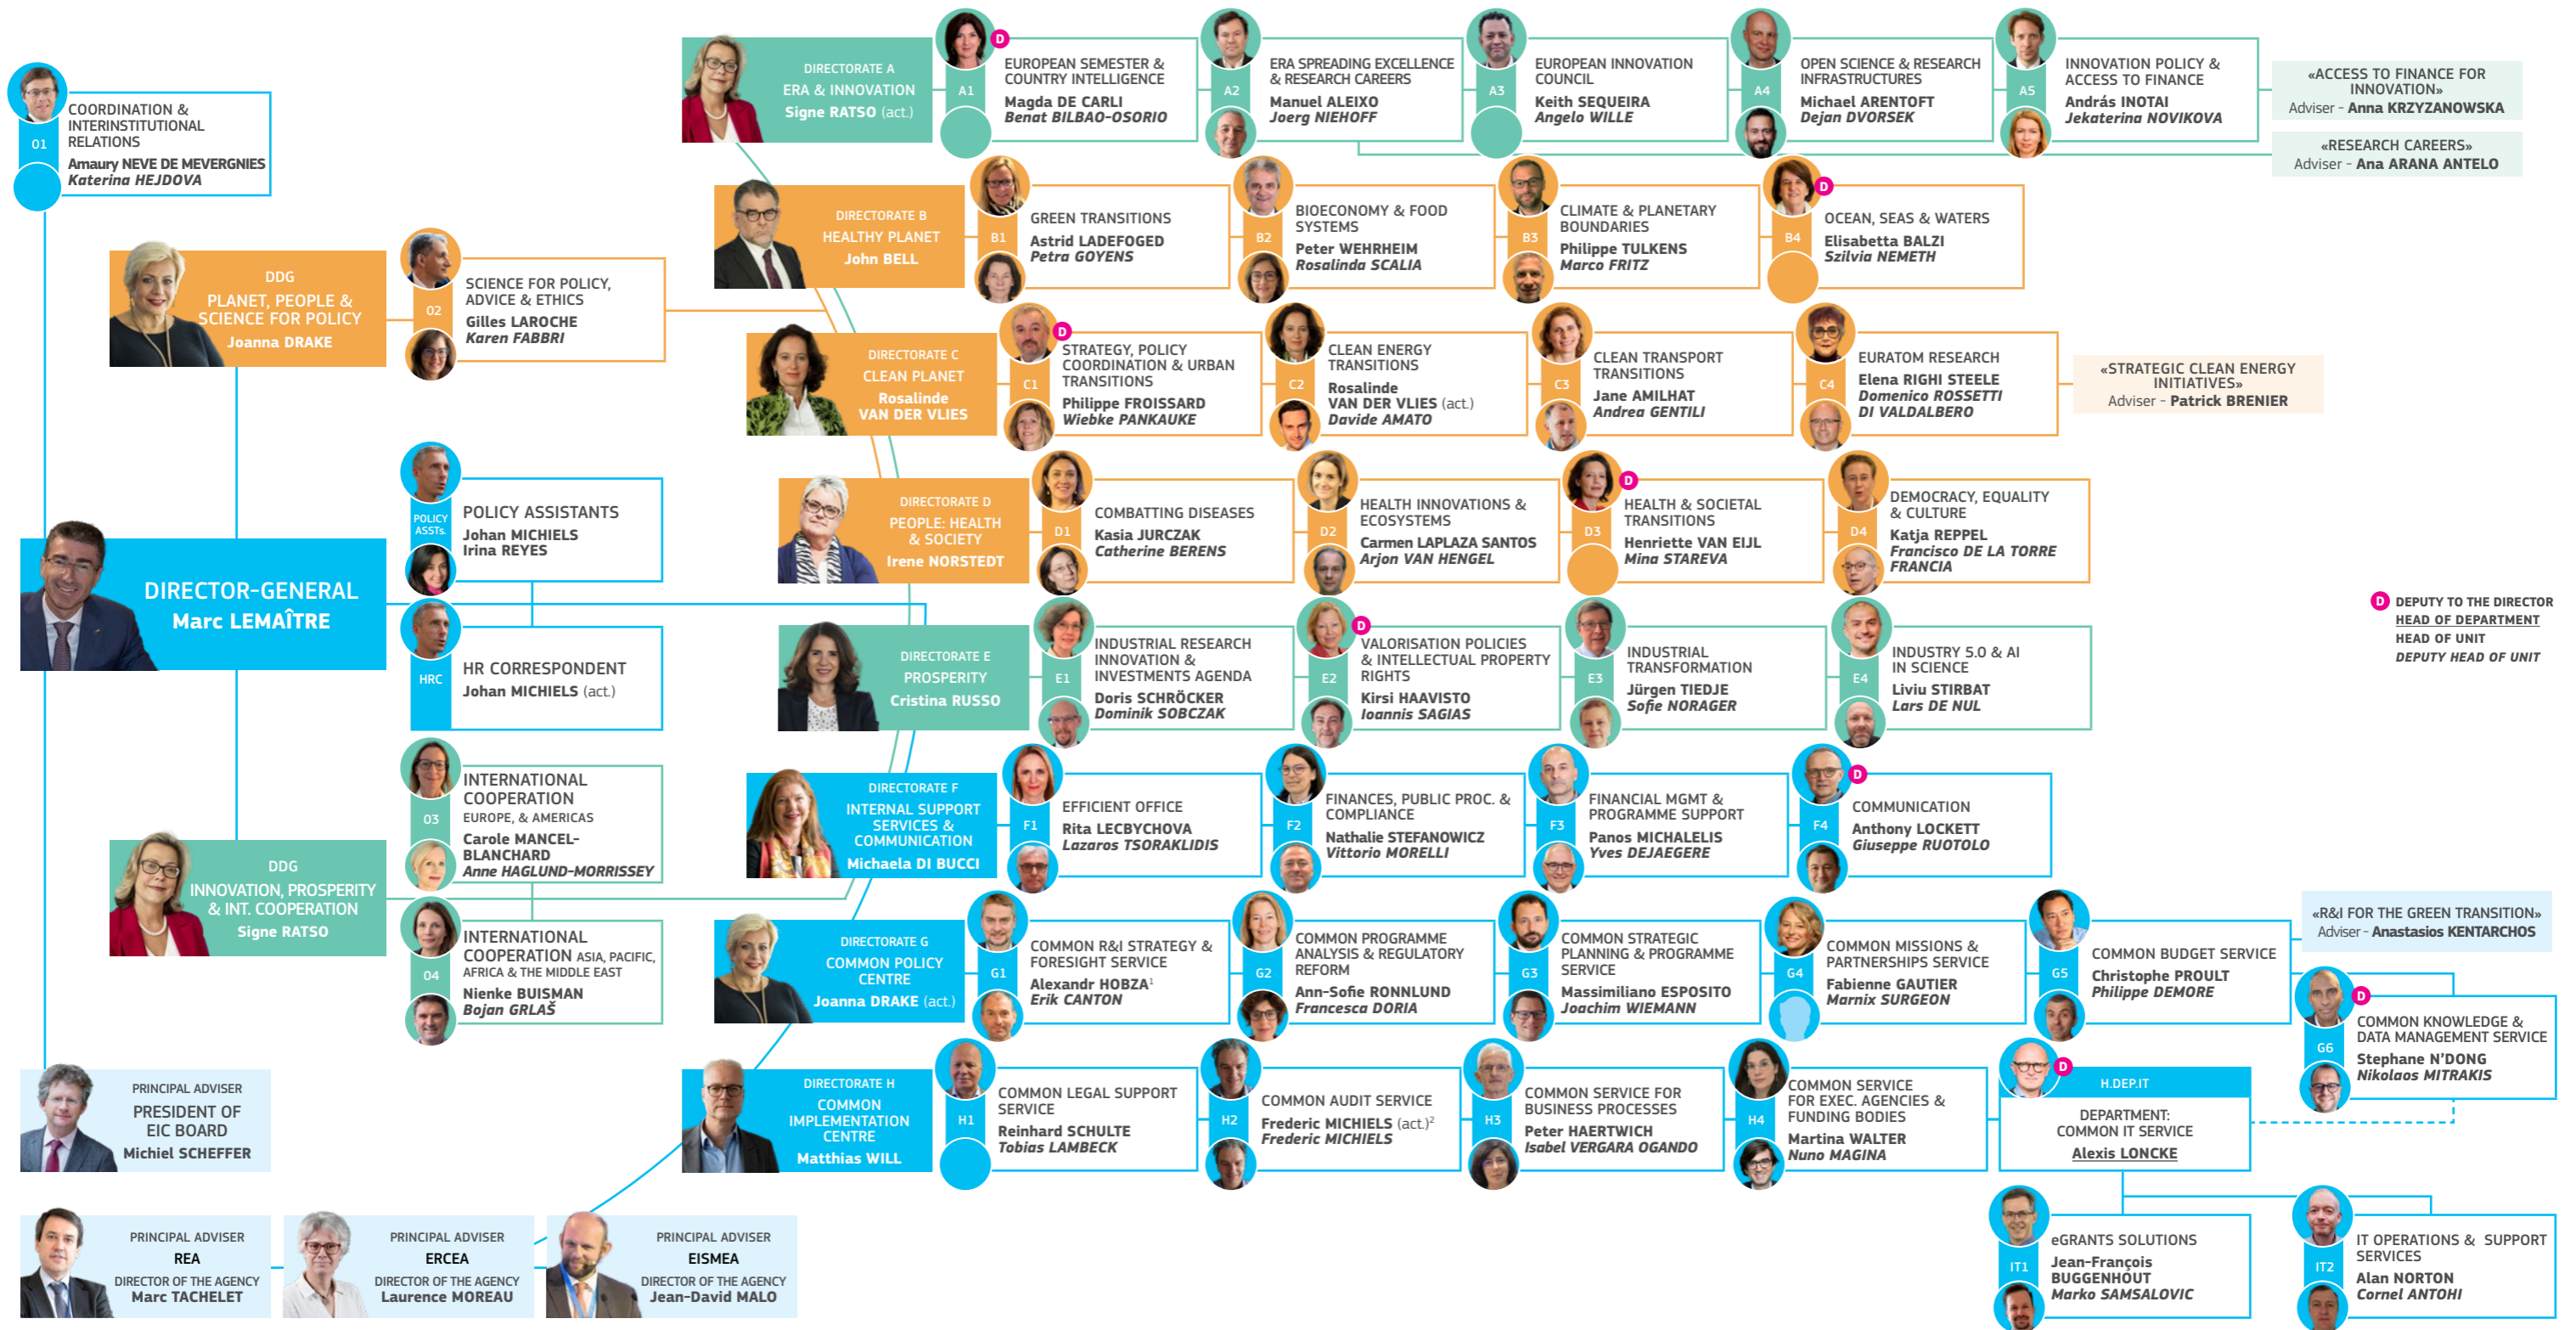 01
COORDINATION &
INTERINSTITUTIONAL
RELATIONS
Amaury NEVE DE MEVERGNIES
Katerina HEJDOVA
DDG
PLANET, PEOPLE &
SCIENCE FOR POLICY
Joanna DRAKE
02
SCIENCE FOR POLICY,
ADVICE & ETHICS
Gilles LAROCHE
Karen FABBRI
DIRECTOR-GENERAL
Marc LEMAÎTRE
POLICY
ASSTs.
POLICY ASSISTANTS
Johan MICHIELS
Irina REYES
HRC
HR CORRESPONDENT
Johan MICHIELS (act.)
DDG
INNOVATION, PROSPERITY
& INT. COOPERATION
Signe RATSO
03
INTERNATIONAL
COOPERATION
EUROPE, & AMERICAS
Carole MANCEL-
BLANCHARD
Anne HAGLUND-MORRISSEY
04
INTERNATIONAL
COOPERATION ASIA, PACIFIC,
AFRICA & THE MIDDLE EAST
Nienke BUISMAN
Bojan GRLAŠ
PRINCIPAL ADVISER
PRESIDENT OF
EIC BOARD
Michiel SCHEFFER
PRINCIPAL ADVISER
REA
DIRECTOR OF THE AGENCY
Marc TACHELET
PRINCIPAL ADVISER
ERCEA
DIRECTOR OF THE AGENCY
Laurence MOREAU
PRINCIPAL ADVISER
EISMEA
DIRECTOR OF THE AGENCY
Jean-David MALO
DIRECTORATE A
ERA & INNOVATION
Signe RATSO (act.)
D
A1
EUROPEAN SEMESTER &
COUNTRY INTELLIGENCE
Magda DE CARLI
Benat BILBAO-OSORIO
A2
ERA SPREADING EXCELLENCE
& RESEARCH CAREERS
Manuel ALEIXO
Joerg NIEHOFF
A3
EUROPEAN INNOVATION
COUNCIL
Keith SEQUEIRA
Angelo WILLE
A4
OPEN SCIENCE & RESEARCH
INFRASTRUCTURES
Michael ARENTOFT
Dejan DVORSEK
A5
INNOVATION POLICY &
ACCESS TO FINANCE
András INOTAI
Jekaterina NOVIKOVA
«ACCESS TO FINANCE FOR
INNOVATION»
Adviser - Anna KRZYZANOWSKA
«RESEARCH CAREERS»
Adviser - Ana ARANA ANTELO
DIRECTORATE B
HEALTHY PLANET
John BELL
B1
GREEN TRANSITIONS
Astrid LADEFOGED
Petra GOYENS
B2
BIOECONOMY & FOOD
SYSTEMS
Peter WEHRHEIM
Rosalinda SCALIA
B3
CLIMATE & PLANETARY
BOUNDARIES
Philippe TULKENS
Marco FRITZ
D
B4
OCEAN, SEAS & WATERS
Elisabetta BALZI
Szilvia NEMETH
DIRECTORATE C
CLEAN PLANET
Rosalinde
VAN DER VLIES
D
C1
STRATEGY, POLICY
COORDINATION & URBAN
TRANSITIONS
Philippe FROISSARD
Wiebke PANKAUKE
C2
CLEAN ENERGY
TRANSITIONS
Rosalinde
VAN DER VLIES (act.)
Davide AMATO
C3
CLEAN TRANSPORT
TRANSITIONS
Jane AMILHAT
Andrea GENTILI
C4
EURATOM RESEARCH
Elena RIGHI STEELE
Domenico ROSSETTI
DI VALDALBERO
«STRATEGIC CLEAN ENERGY
INITIATIVES»
Adviser - Patrick BRENIER
DIRECTORATE D
PEOPLE: HEALTH
& SOCIETY
Irene NORSTEDT
D1
COMBATTING DISEASES
Kasia JURCZAK
Catherine BERENS
D2
HEALTH INNOVATIONS &
ECOSYSTEMS
Carmen LAPLAZA SANTOS
Arjon VAN HENGEL
D
D3
HEALTH & SOCIETAL
TRANSITIONS
Henriette VAN EIJL
Mina STAREVA
D4
DEMOCRACY, EQUALITY
& CULTURE
Katja REPPEL
Francisco DE LA TORRE
FRANCIA
D DEPUTY TO THE DIRECTOR
HEAD OF DEPARTMENT
HEAD OF UNIT
DEPUTY HEAD OF UNIT
DIRECTORATE E
PROSPERITY
Cristina RUSSO
E1
INDUSTRIAL RESEARCH
INNOVATION &
INVESTMENTS AGENDA
Doris SCHRÖCKER
Dominik SOBCZAK
D
E2
VALORISATION POLICIES
& INTELLECTUAL PROPERTY
RIGHTS
Kirsi HAAVISTO
Ioannis SAGIAS
E3
INDUSTRIAL
TRANSFORMATION
Jürgen TIEDJE
Sofie NORAGER
E4
INDUSTRY 5.0 & AI
IN SCIENCE
Liviu STIRBAT
Lars DE NUL
DIRECTORATE F
INTERNAL SUPPORT
SERVICES &
COMMUNICATION
Michaela DI BUCCI
F1
EFFICIENT OFFICE
Rita LECBYCHOVA
Lazaros TSORAKLIDIS
F2
FINANCES, PUBLIC PROC. &
COMPLIANCE
Nathalie STEFANOWICZ
Vittorio MORELLI
F3
FINANCIAL MGMT &
PROGRAMME SUPPORT
Panos MICHALELIS
Yves DEJAEGERE
D
F4
COMMUNICATION
Anthony LOCKETT
Giuseppe RUOTOLO
DIRECTORATE G
COMMON POLICY
CENTRE
Joanna DRAKE (act.)
G1
COMMON R&I STRATEGY &
FORESIGHT SERVICE
Alexandr HOBZA¹
Erik CANTON
G2
COMMON PROGRAMME
ANALYSIS & REGULATORY
REFORM
Ann-Sofie RONNLUND
Francesca DORIA
G3
COMMON STRATEGIC
PLANNING & PROGRAMME
SERVICE
Massimiliano ESPOSITO
Joachim WIEMANN
G4
COMMON MISSIONS &
PARTNERSHIPS SERVICE
Fabienne GAUTIER
Marnix SURGEON
G5
COMMON BUDGET SERVICE
Christophe PROULT
Philippe DEMORE
«R&I FOR THE GREEN TRANSITION»
Adviser - Anastasios KENTARCHOS
D
G6
COMMON KNOWLEDGE &
DATA MANAGEMENT SERVICE
Stephane N'DONG
Nikolaos MITRAKIS
DIRECTORATE H
COMMON
IMPLEMENTATION
CENTRE
Matthias WILL
H1
COMMON LEGAL SUPPORT
SERVICE
Reinhard SCHULTE
Tobias LAMBECK
H2
COMMON AUDIT SERVICE
Frederic MICHIELS (act.)²
Frederic MICHIELS
H3
COMMON SERVICE FOR
BUSINESS PROCESSES
Peter HAERTWICH
Isabel VERGARA OGANDO
H4
COMMON SERVICE
FOR EXEC. AGENCIES &
FUNDING BODIES
Martina WALTER
Nuno MAGINA
D
H.DEP.IT
DEPARTMENT:
COMMON IT SERVICE
Alexis LONCKE
IT1
eGRANTS SOLUTIONS
Jean-François
BUGGENHOUT
Marko SAMSALOVIC
IT2
IT OPERATIONS & SUPPORT
SERVICES
Alan NORTON
Cornel ANTOHI